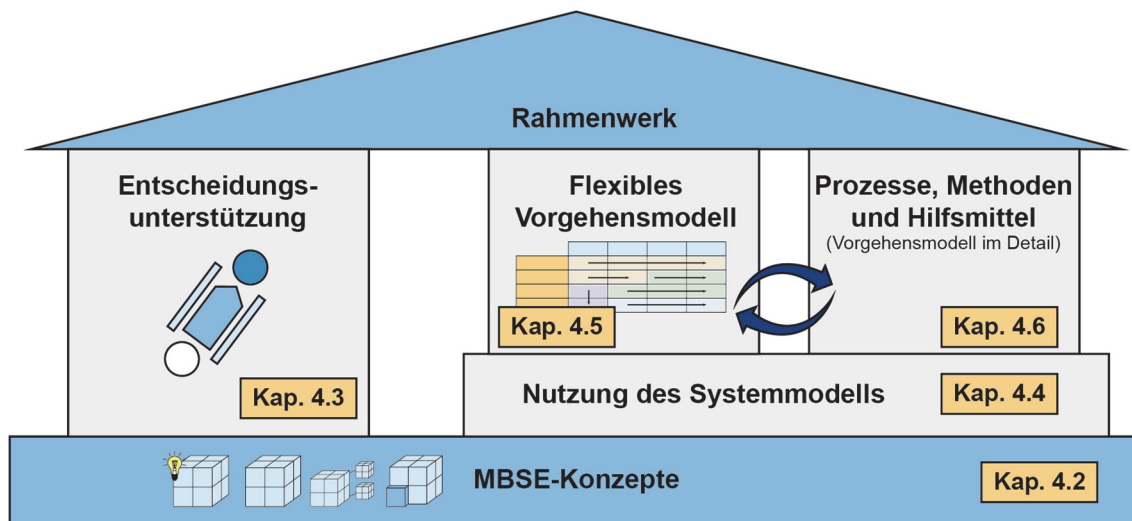 Rahmenwerk
Entscheidungs-
unterstützung
Kap. 4.3
Flexibles
Vorgehensmodell
Kap. 4.5
Prozesse, Methoden
und Hilfsmittel
(Vorgehensmodell im Detail)
Kap. 4.6
Nutzung des Systemmodells
Kap. 4.4
MBSE-Konzepte
Kap. 4.2